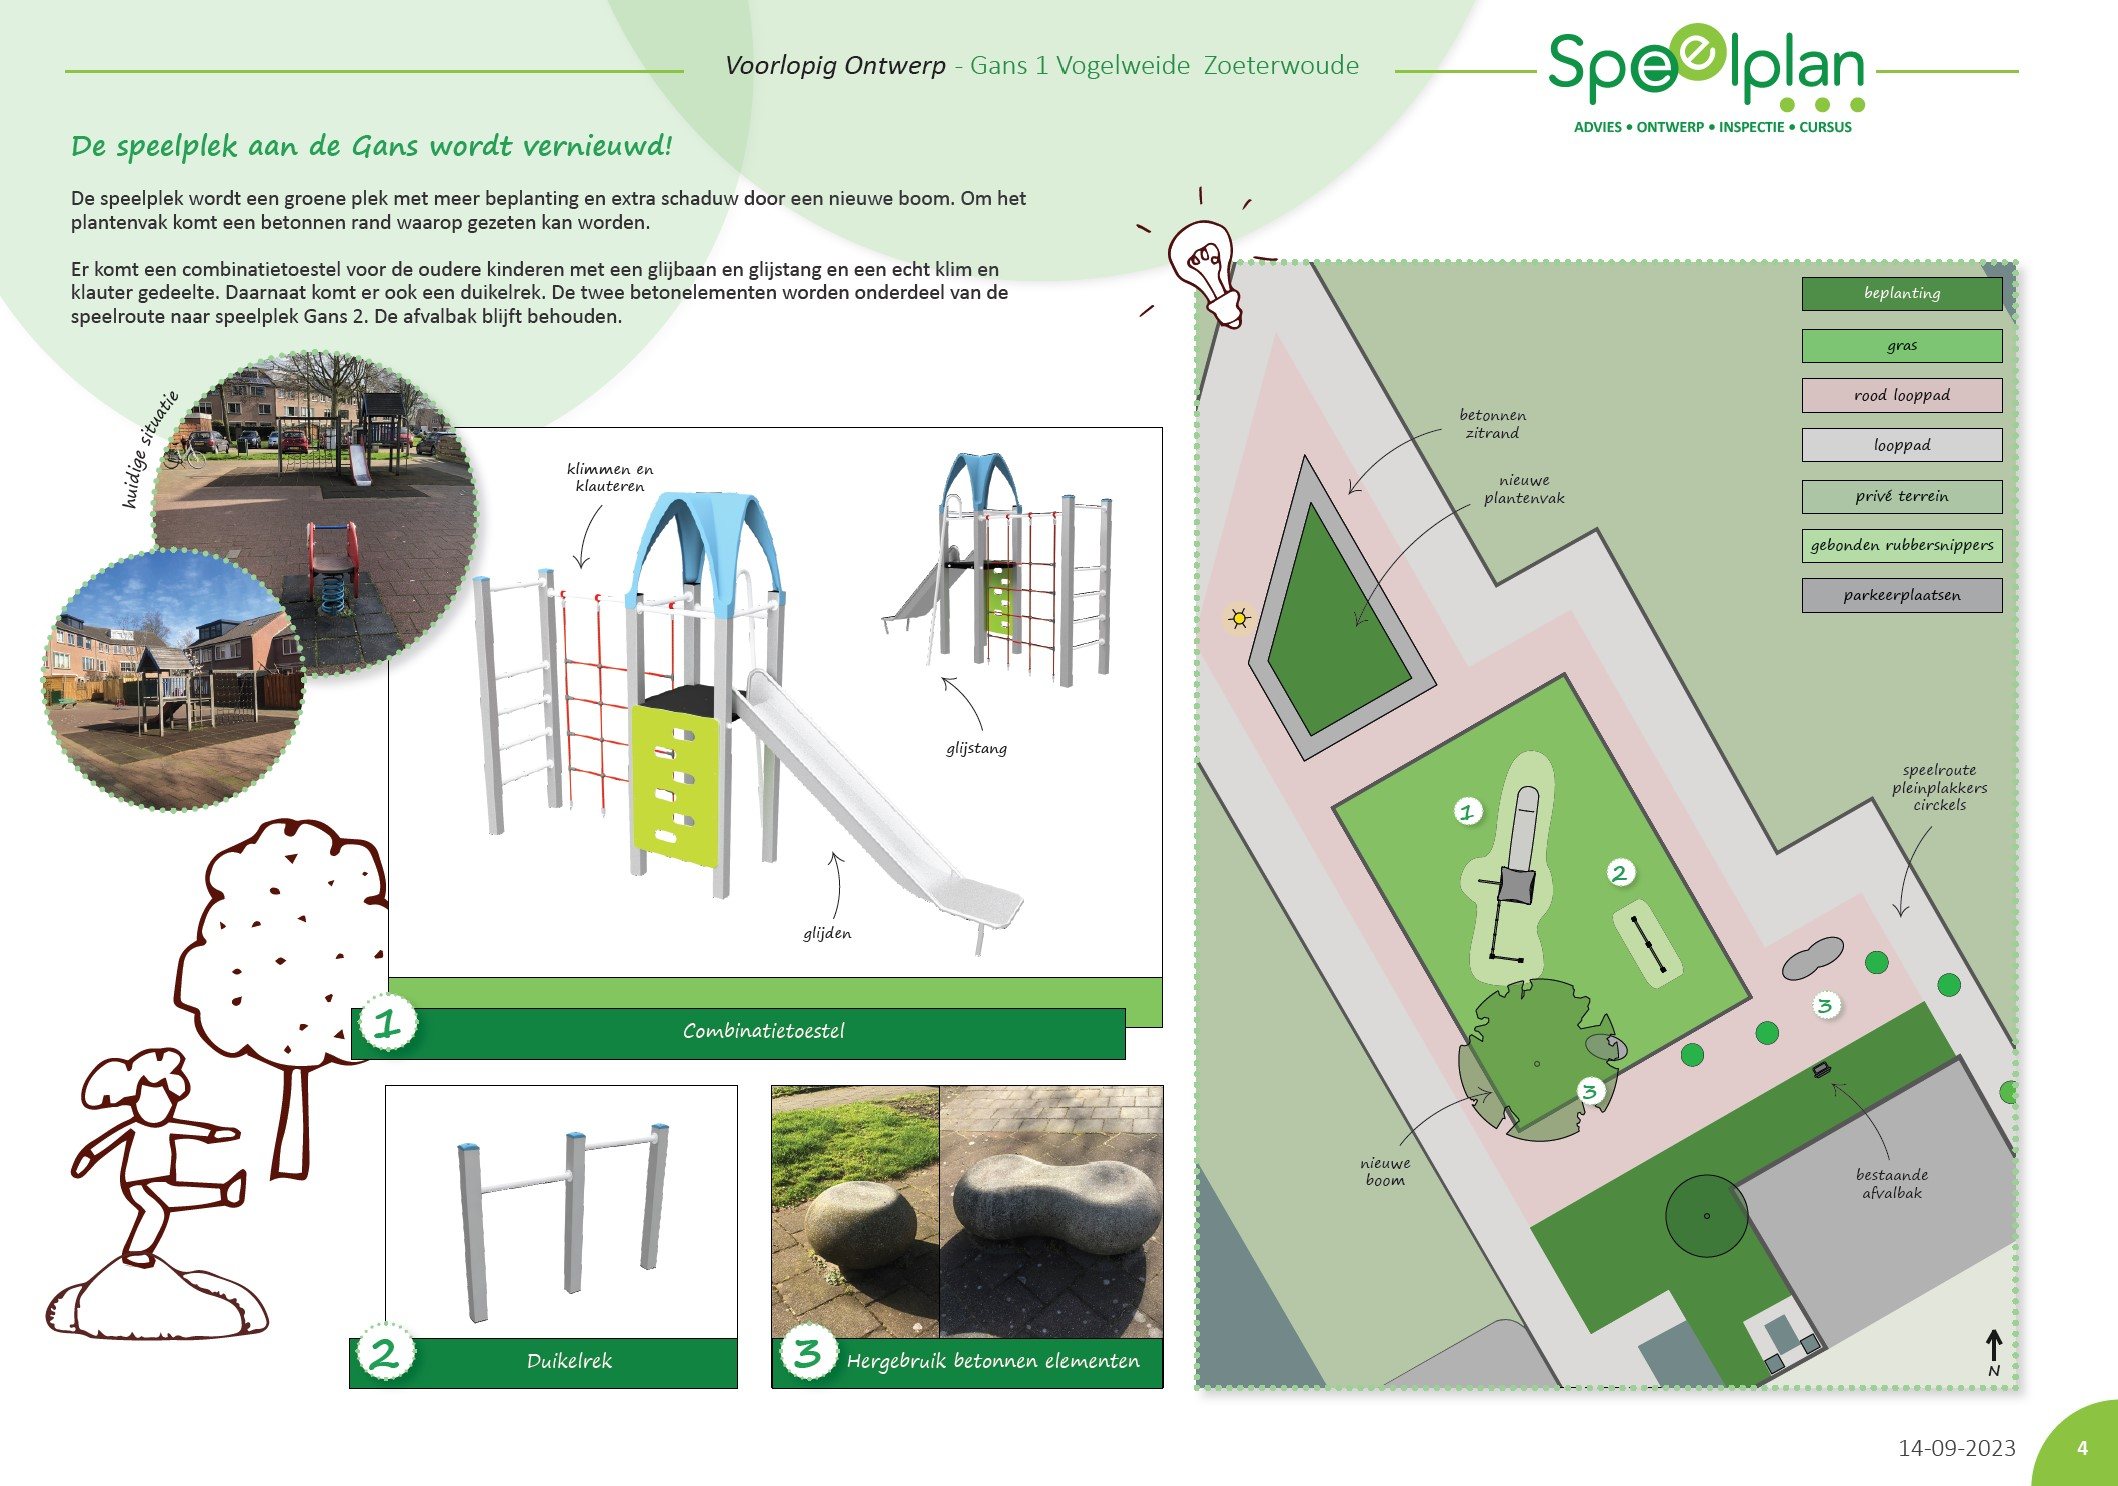 Voorlopig Ontwerp - Gans 1 Vogelweide Zoeterwoude
Speelplan
ADVIES • ONTWERP • INSPECTIE • CURSUS
De speelplek aan de Gans wordt vernieuwd!
De speelplek wordt een groene plek met meer beplanting en extra schaduw door een nieuwe boom. Om het
plantenvak komt een betonnen rand waarop gezeten kan worden.
Er komt een combinatietoestel voor de oudere kinderen met een glijbaan en glijstang en een echt klim en
klauter gedeelte. Daarnaat komt er ook een duikelrek. De twee betonelementen worden onderdeel van de
speelroute naar speelplek Gans 2. De afvalbak blijft behouden.
huidige situatie
klimmen en
klauteren
glijstang
glijden
1
Combinatietoestel
2
Duikelrek
3
Hergebruik betonnen elementen
beplanting
gras
rood looppad
looppad
privé terrein
gebonden rubbersnippers
parkeerplaatsen
betonnen
zitrand
nieuwe
plantenvak
speelroute
pleinplakkers
circkels
1
2
3
3
nieuwe
boom
bestaande
afvalbak
N
14-09-2023
4